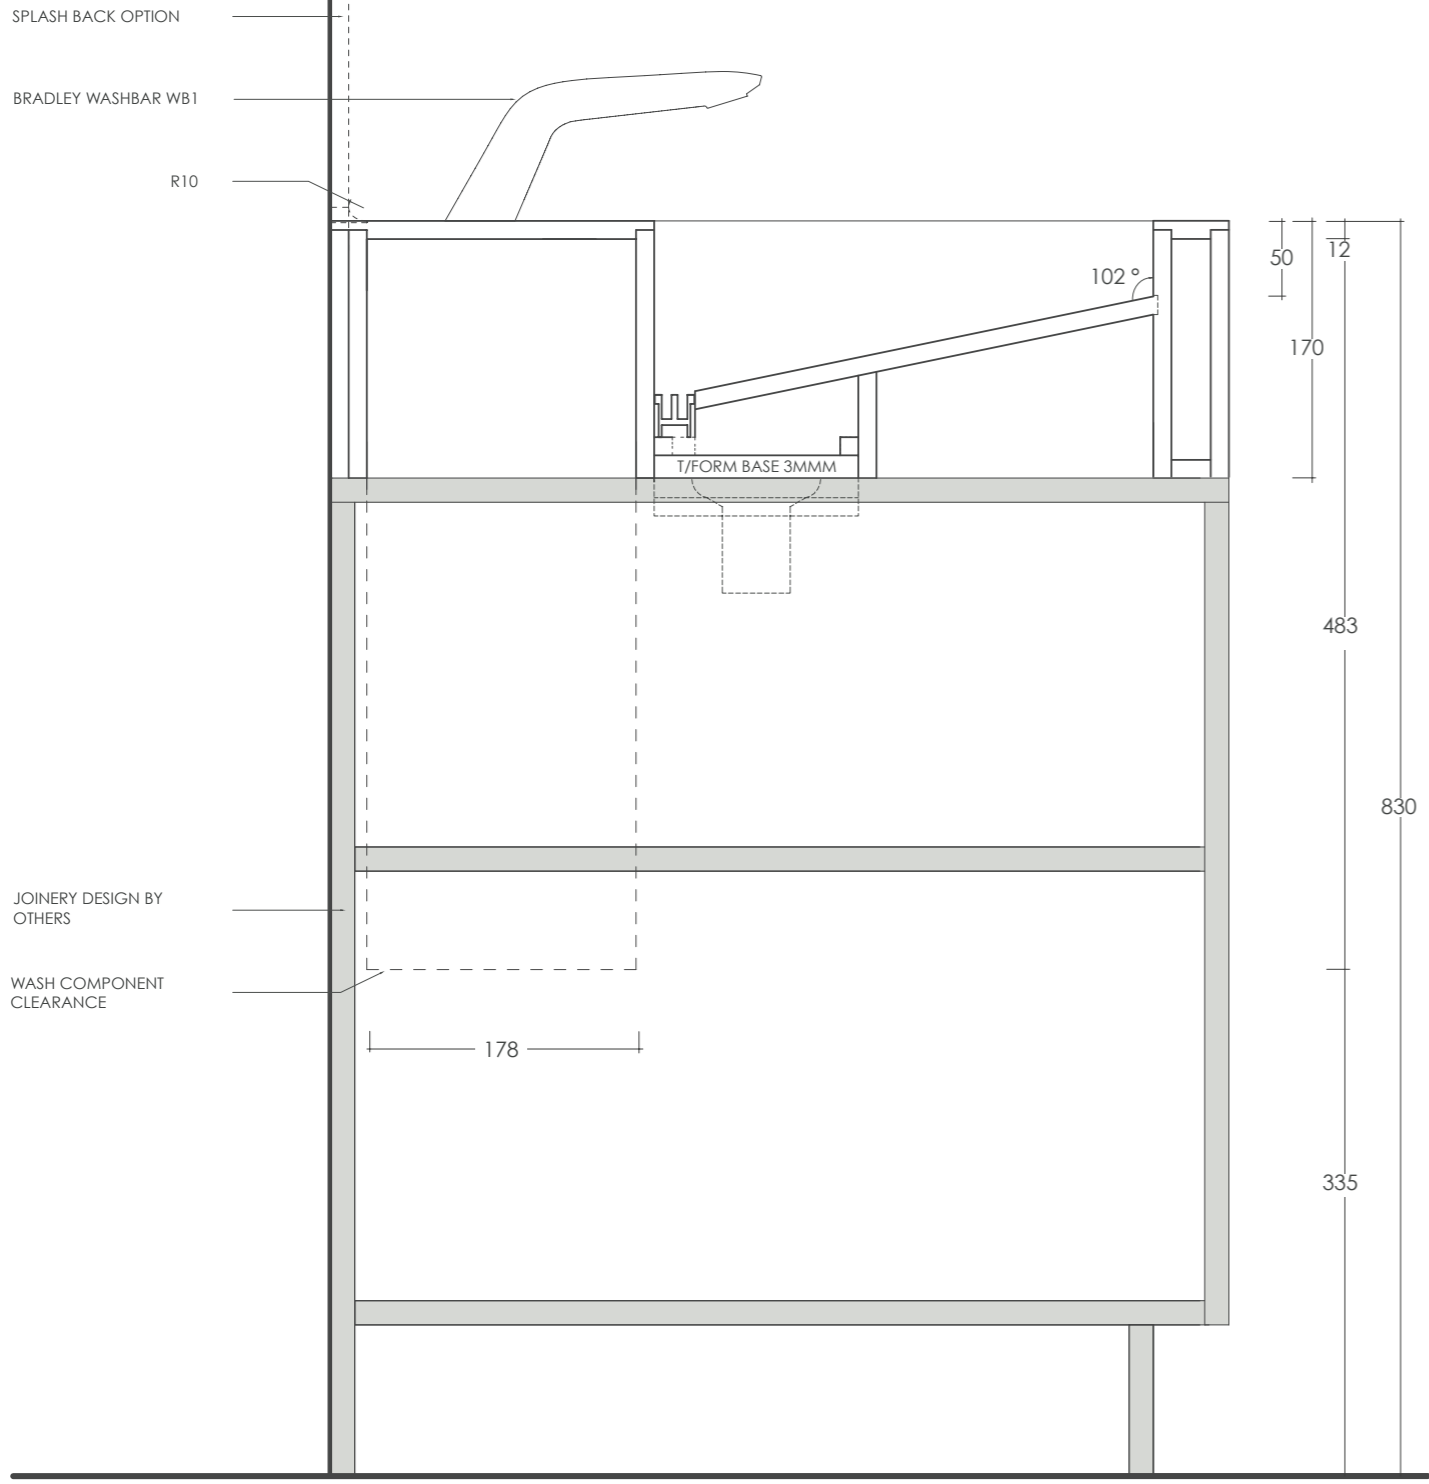 SPLASH BACK OPTION
BRADLEY WASHBAR WB1
R10
50
12
102 °
170
T/FORM BASE 3MMM
483
830
JOINERY DESIGN BY
OTHERS
WASH COMPONENT
CLEARANCE
178
335